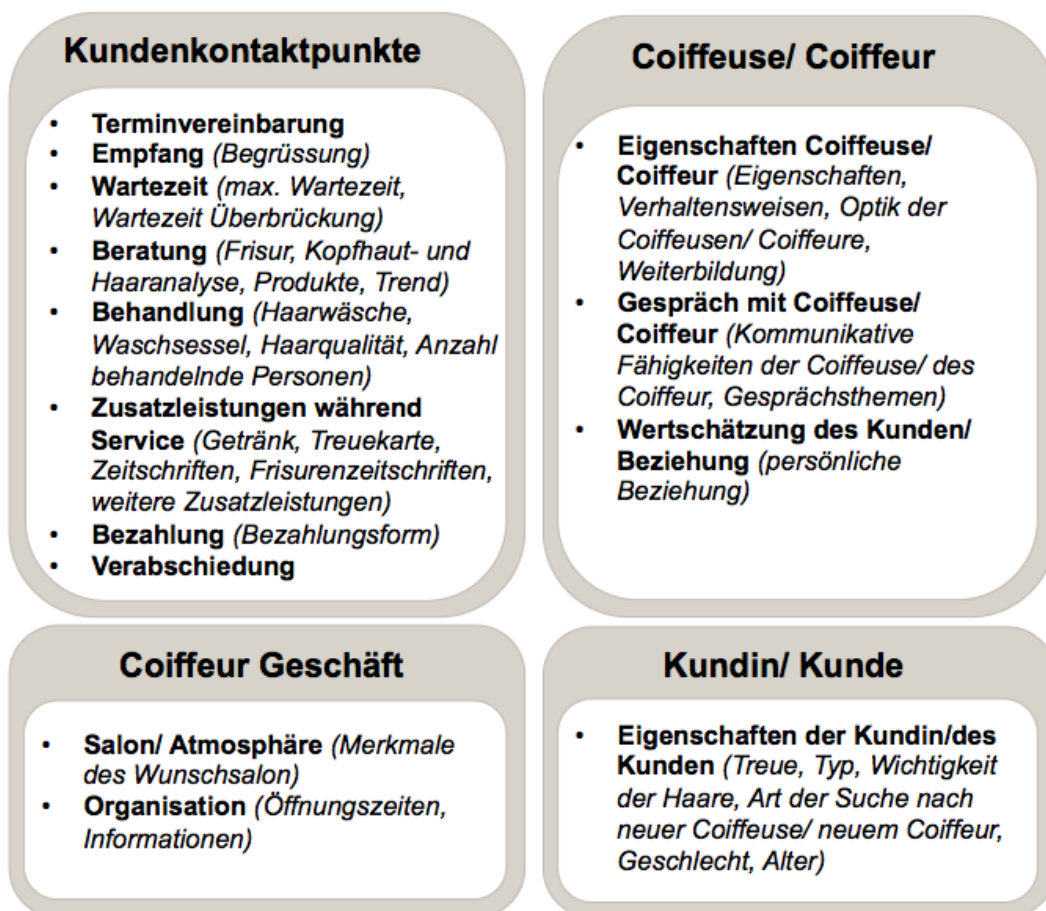 Kundenkontaktpunkte
• Terminvereinbarung
• Empfang (Begrüssung)
• Wartezeit (max. Wartezeit,
Wartezeit Überbrückung)
• Beratung (Frisur, Kopfhaut- und
Haaranalyse, Produkte, Trend)
• Behandlung (Haarwäsche,
Waschsessel, Haarqualität, Anzahl
behandelnde Personen)
• Zusatzleistungen während
Service (Getränk, Treuekarte,
Zeitschriften, Frisurenzeitschriften,
weitere Zusatzleistungen)
• Bezahlung (Bezahlungsform)
• Verabschiedung
Coiffeuse/ Coiffeur
• Eigenschaften Coiffeuse/
Coiffeur (Eigenschaften,
Verhaltensweisen, Optik der
Coiffeusen/ Coiffeure,
Weiterbildung)
• Gespräch mit Coiffeuse/
Coiffeur (Kommunikative
Fähigkeiten der Coiffeuse/ des
Coiffeur, Gesprächsthemen)
• Wertschätzung des Kunden/
Beziehung (persönliche
Beziehung)
Coiffeur Geschäft
• Salon/ Atmosphäre (Merkmale
des Wunschsalon)
• Organisation (Öffnungszeiten,
Informationen)
Kundin/ Kunde
• Eigenschaften der Kundin/des
Kunden (Treue, Typ, Wichtigkeit
der Haare, Art der Suche nach
neuer Coiffeuse/ neuem Coiffeur,
Geschlecht, Alter)